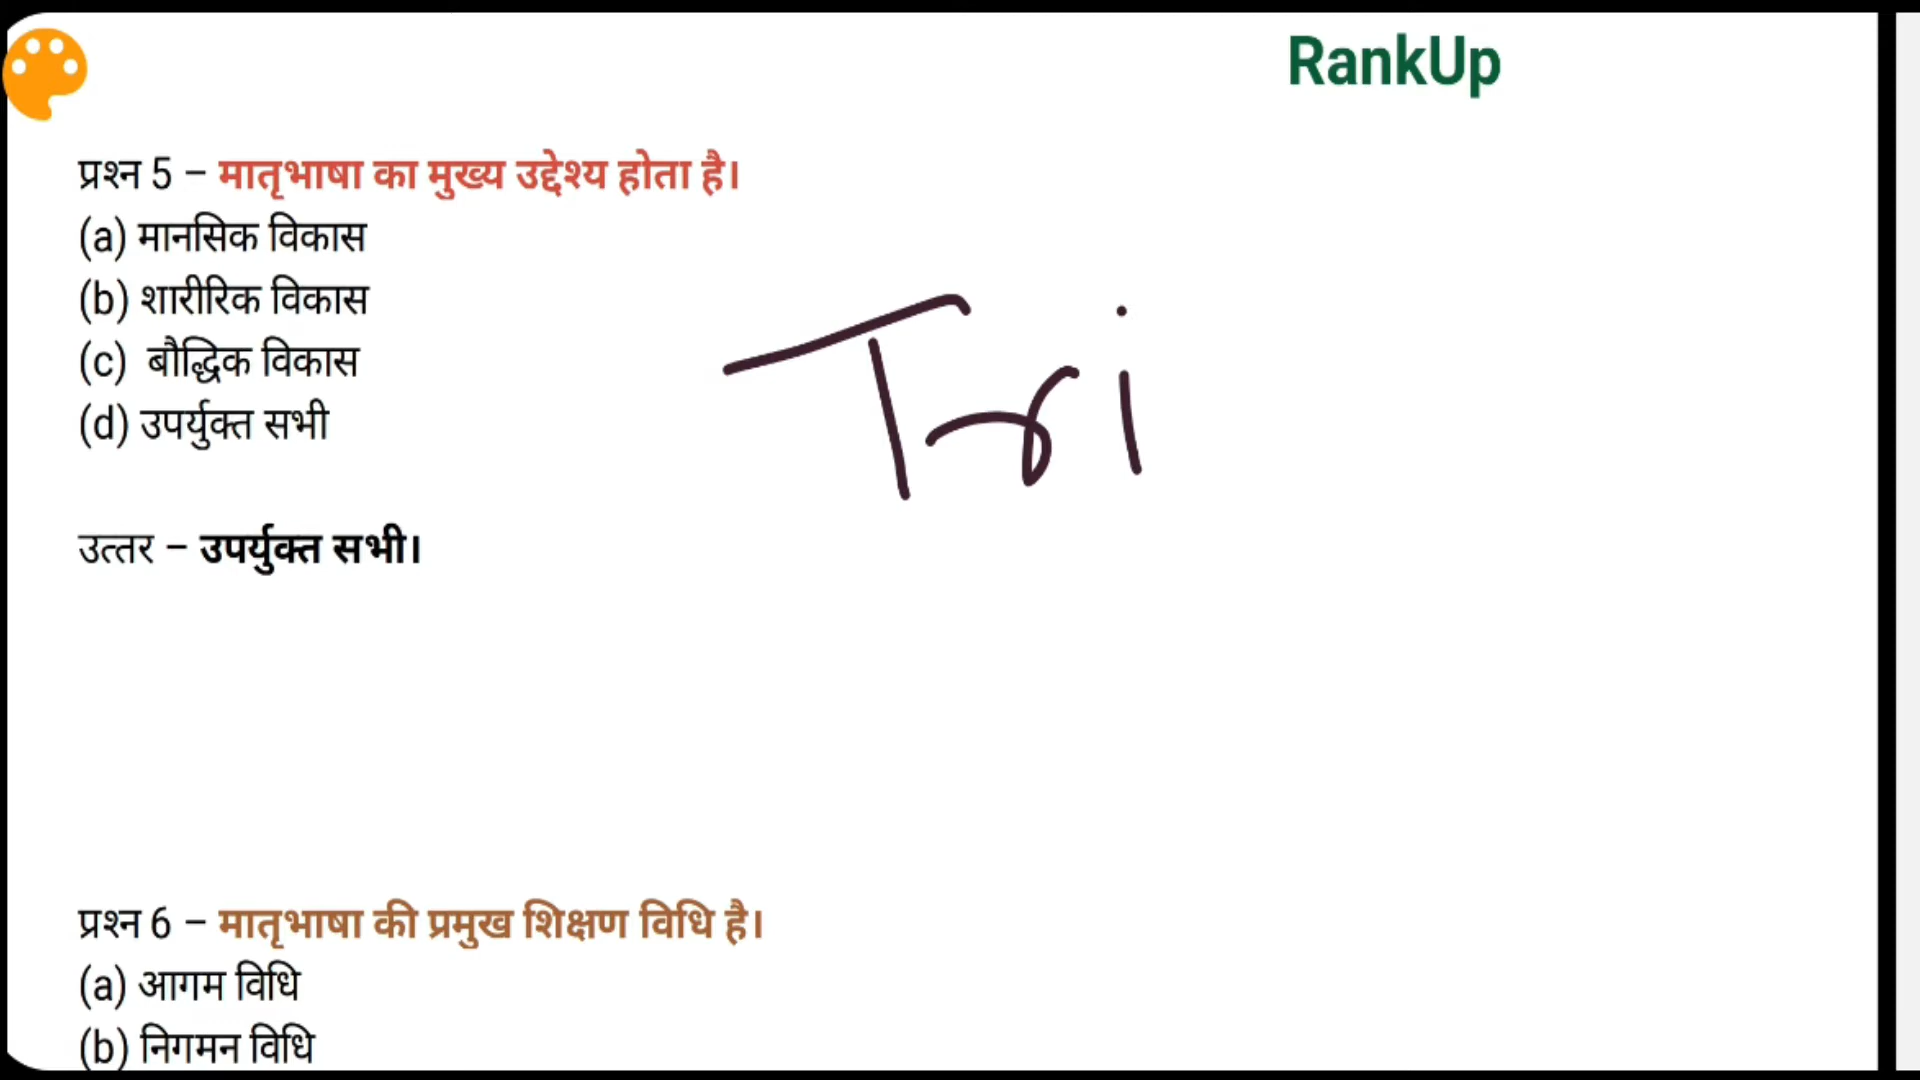 RankUp
प्रश्न 5 – मातृभाषा का मुख्य उद्देश्य होता है।
(a) मानसिक विकास
(b) शारीरिक विकास
(c) बौद्धिक विकास
(d) उपर्युक्त सभी
Tri
उत्तर – उपर्युक्त सभी।
प्रश्न 6 – मातृभाषा की प्रमुख शिक्षण विधि है।
(a) आगम विधि
(b) निगमन विधि